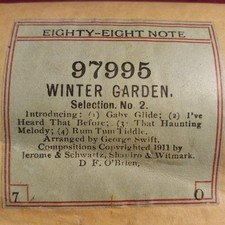 EIGHTY-EIGHT NOTE
97995
WINTER GARDEN.
Selection. No. 2.
Introducing: (1) Gaby Glide; (2) I've
Heard That Before; (3) That Haunting
Melody; (4) Rum Tum Tiddle.
Arranged by George Swift.
Compositions Copyrighted 1911 by
Jerome & Schwartz, Shapiro & Witmark.
D. F. O'Brien.
7 O